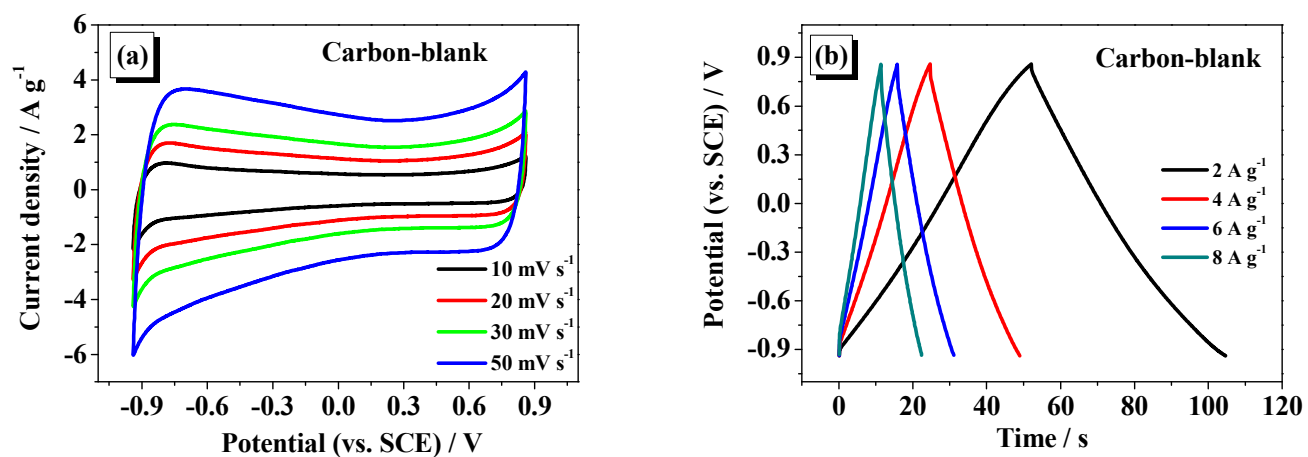 (a)
Carbon-blank
6
4
2
0
-2
-4
-6
Current density / A g⁻¹
10 mV s⁻¹
20 mV s⁻¹
30 mV s⁻¹
50 mV s⁻¹
-0.9 -0.6 -0.3 0.0 0.3 0.6 0.9
Potential (vs. SCE) / V
(b)
Carbon-blank
0.9
0.6
0.3
0.0
-0.3
-0.6
-0.9
Potential (vs. SCE) / V
2 A g⁻¹
4 A g⁻¹
6 A g⁻¹
8 A g⁻¹
0 20 40 60 80 100 120
Time / s